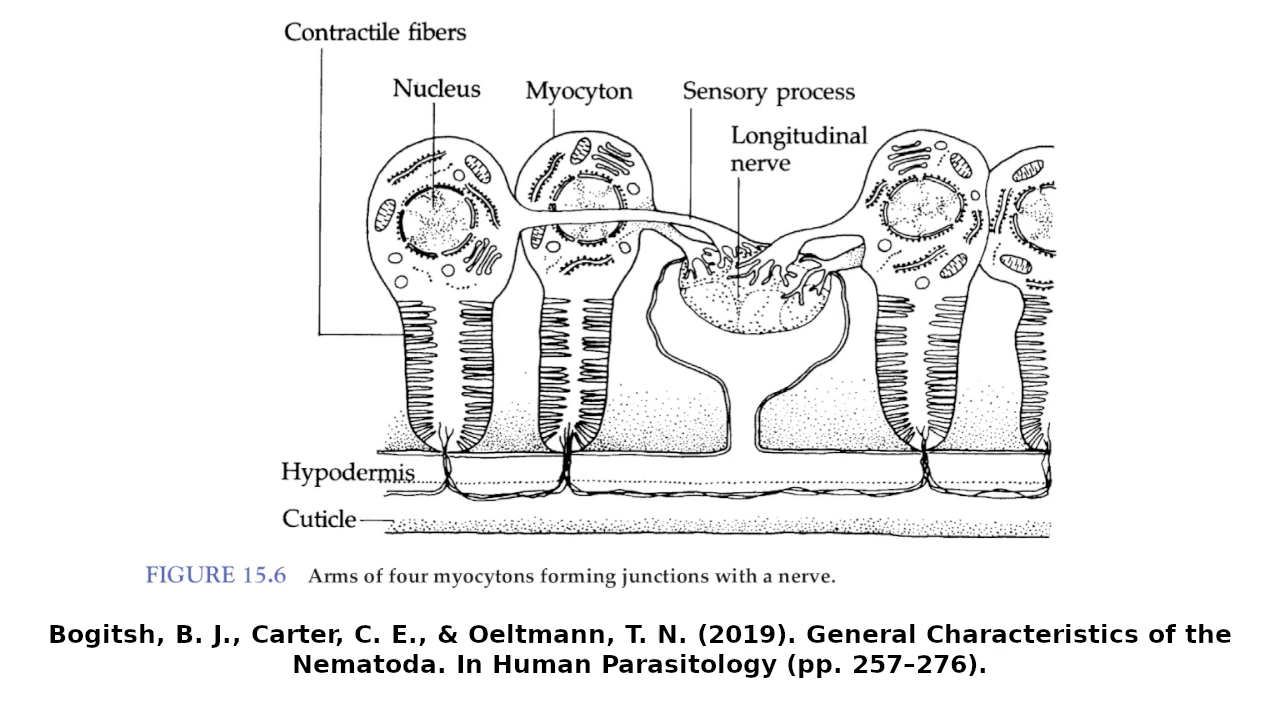 Contractile fibers
Nucleus
Myocyton
Sensory process
Longitudinal
nerve
Hypodermis
Cuticle
FIGURE 15.6 Arms of four myocytons forming junctions with a nerve.
Bogitsh, B. J., Carter, C. E., & Oeltmann, T. N. (2019). General Characteristics of the
Nematoda. In Human Parasitology (pp. 257–276).